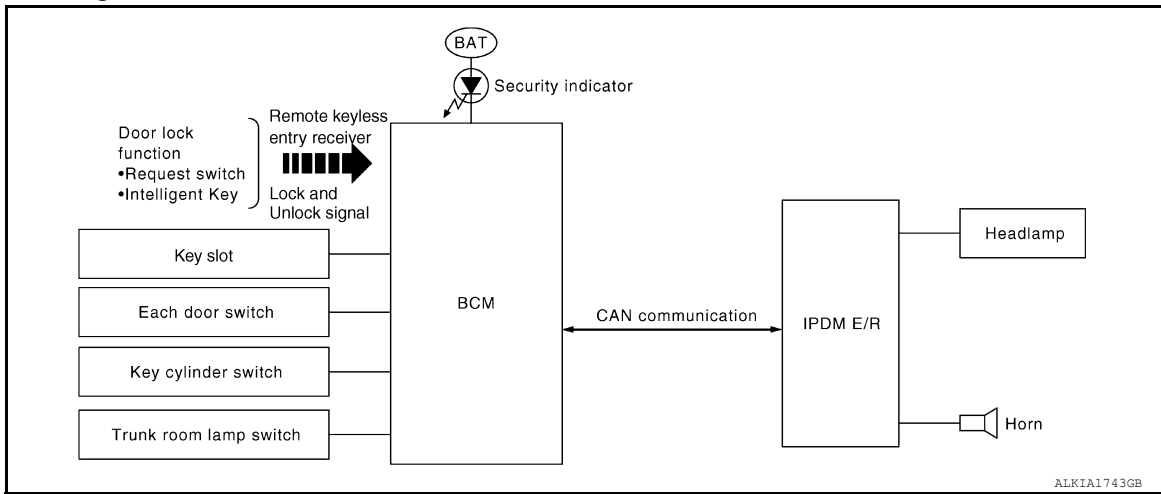 BAT
Security indicator
Door lock
function
•Request switch
•Intelligent Key
Remote keyless
entry receiver
Lock and
Unlock signal
Key slot
Each door switch
Key cylinder switch
Trunk room lamp switch
BCM
CAN communication
IPDM E/R
Headlamp
Horn
ALKIA1743GB